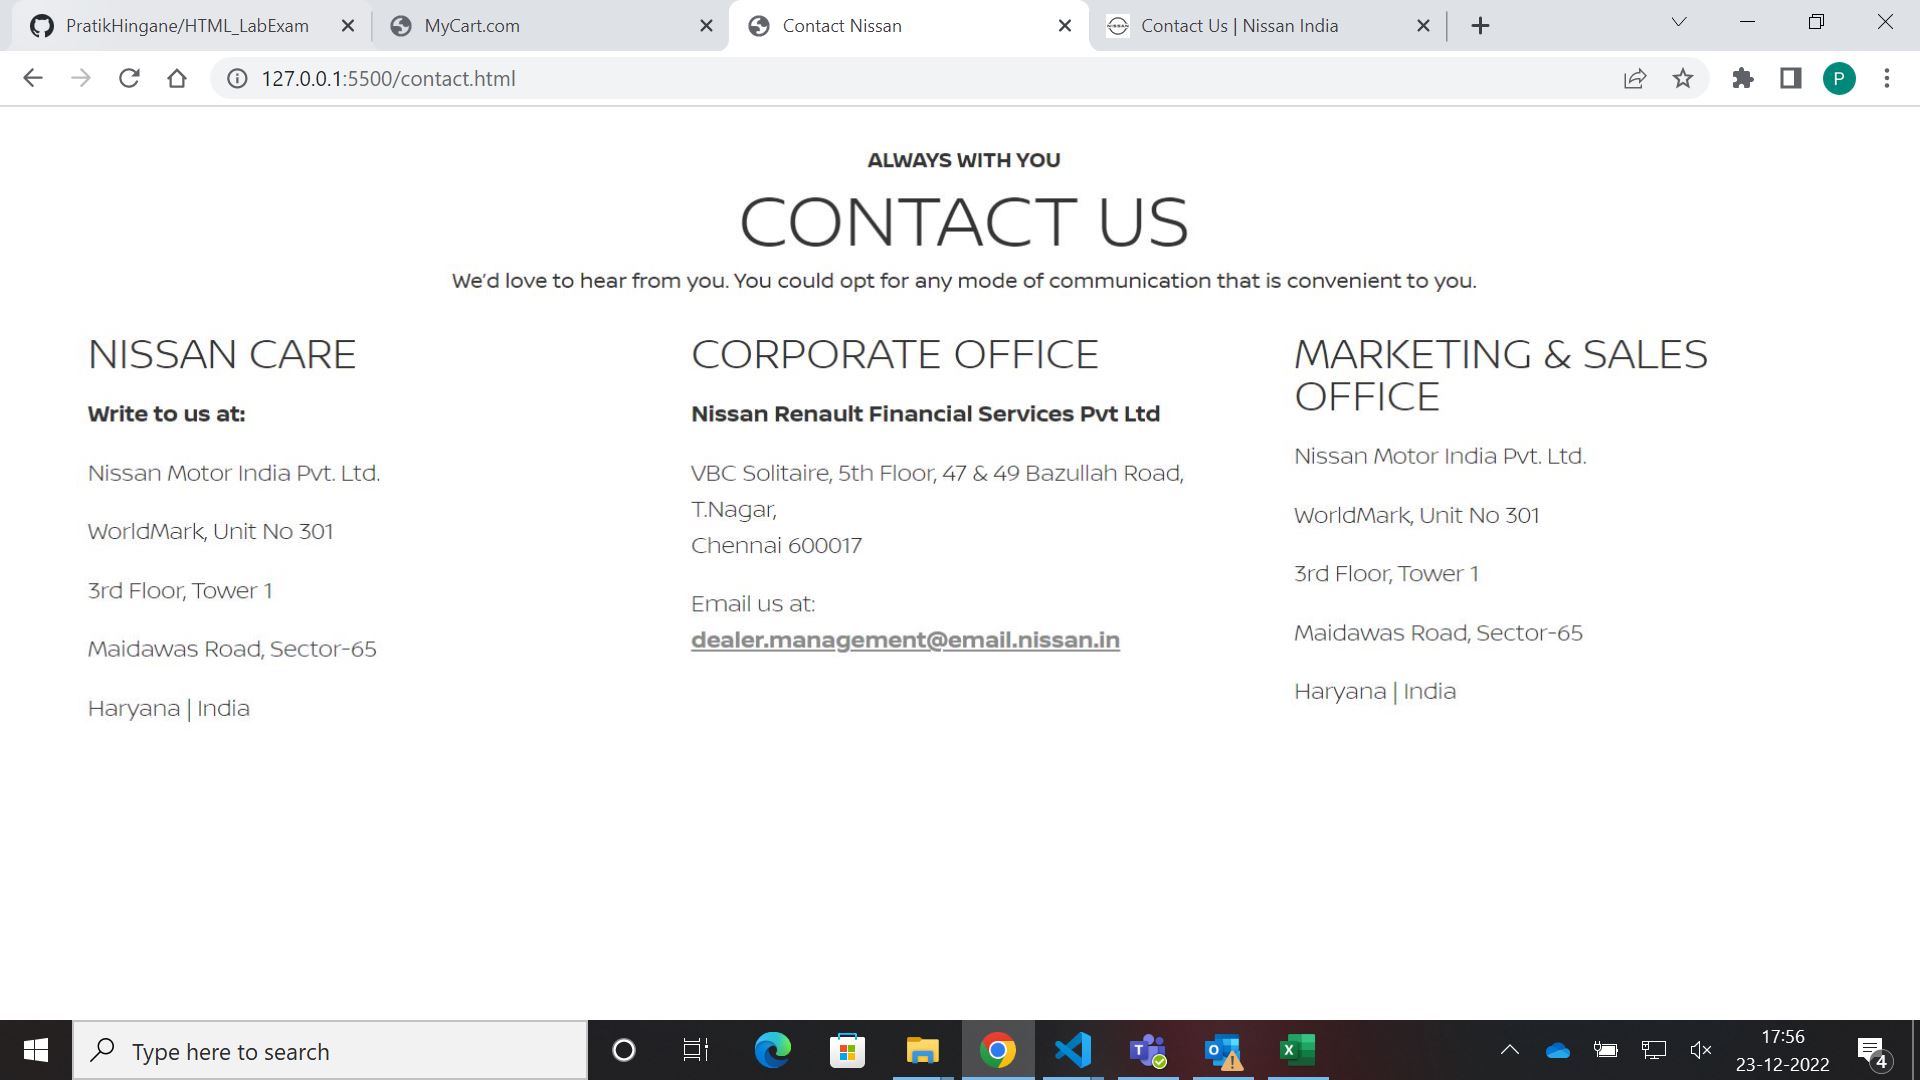 PratikHingane/HTML_LabExam
MyCart.com
Contact Nissan
Contact Us | Nissan India
127.0.0.1:5500/contact.html
P
ALWAYS WITH YOU
CONTACT US
We’d love to hear from you. You could opt for any mode of communication that is convenient to you.
NISSAN CARE
Write to us at:
Nissan Motor India Pvt. Ltd.
WorldMark, Unit No 301
3rd Floor, Tower 1
Maidawas Road, Sector-65
Haryana | India
CORPORATE OFFICE
Nissan Renault Financial Services Pvt Ltd
VBC Solitaire, 5th Floor, 47 & 49 Bazullah Road,
T.Nagar,
Chennai 600017
Email us at:
dealer.management@email.nissan.in
MARKETING & SALES
OFFICE
Nissan Motor India Pvt. Ltd.
WorldMark, Unit No 301
3rd Floor, Tower 1
Maidawas Road, Sector-65
Haryana | India
Type here to search
17:56
23-12-2022
4